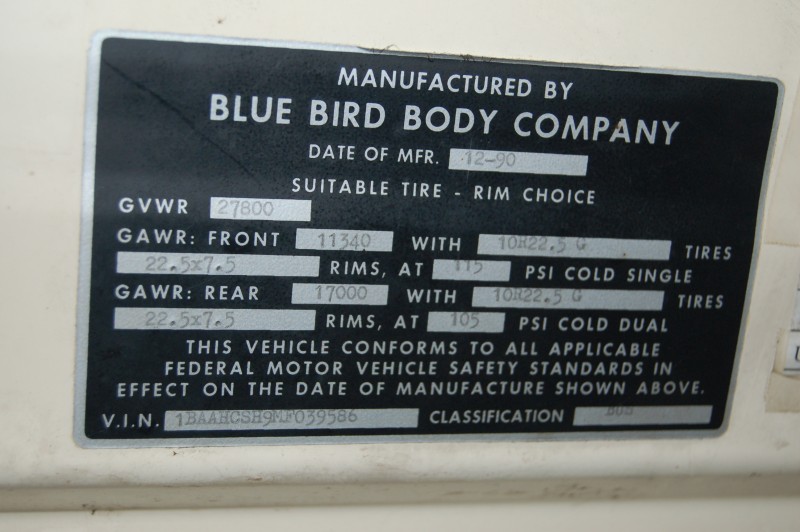 MANUFACTURED BY
BLUE BIRD BODY COMPANY
DATE OF MFR. 12-90
SUITABLE TIRE - RIM CHOICE
GVWR 27800
GAWR: FRONT 11340 WITH 10R22.5 G TIRES
22.5x7.5 RIMS, AT 115 PSI COLD SINGLE
GAWR: REAR 17000 WITH 10R22.5 G TIRES
22.5x7.5 RIMS, AT 105 PSI COLD DUAL
THIS VEHICLE CONFORMS TO ALL APPLICABLE
FEDERAL MOTOR VEHICLE SAFETY STANDARDS IN
EFFECT ON THE DATE OF MANUFACTURE SHOWN ABOVE.
V.I.N. 1BAAHCSH9MF039586 CLASSIFICATION BUS